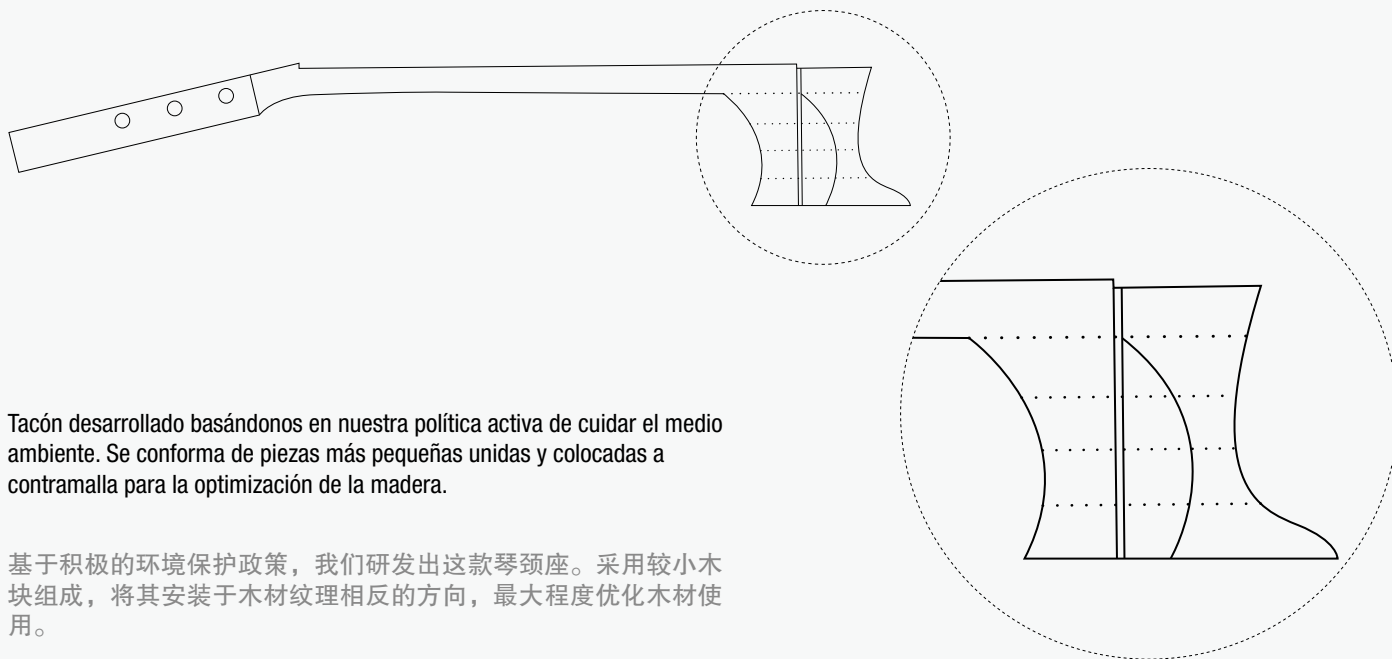 Tacón desarrollado basándonos en nuestra política activa de cuidar el medio
ambiente. Se conforma de piezas más pequeñas unidas y colocadas a
contramalla para la optimización de la madera.
基于积极的环境保护政策，我们研发出这款琴颈座。采用较小木
块组成，将其安装于木材纹理相反的方向，最大程度优化木材使
用。